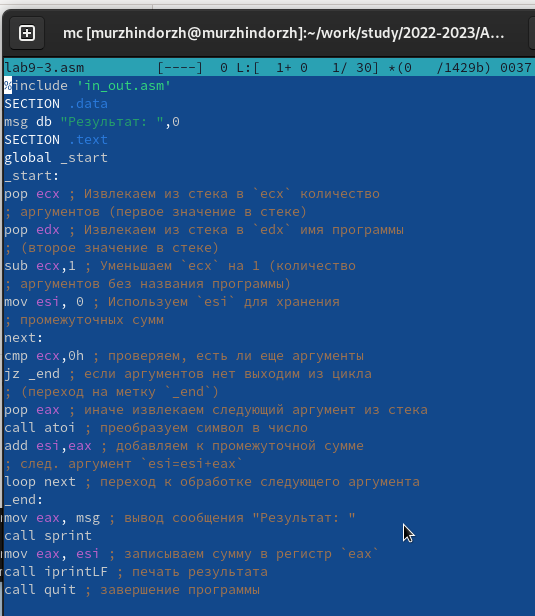 mc [murzhindorzh@murzhindorzh]:~/work/study/2022-2023/A...
lab9-3.asm [----] 0 L:[ 1+ 0 1/ 30] *(0 /1429b) 0037
%include 'in_out.asm'
SECTION .data
msg db "Результат: ",0
SECTION .text
global _start
_start:
pop ecx ; Извлекаем из стека в `ecx` количество
; аргументов (первое значение в стеке)
pop edx ; Извлекаем из стека в `edx` имя программы
; (второе значение в стеке)
sub ecx,1 ; Уменьшаем `ecx` на 1 (количество
; аргументов без названия программы)
mov esi, 0 ; Используем `esi` для хранения
; промежуточных сумм
next:
cmp ecx,0h ; проверяем, есть ли еще аргументы
jz _end ; если аргументов нет выходим из цикла
; (переход на метку `_end`)
pop eax ; иначе извлекаем следующий аргумент из стека
call atoi ; преобразуем символ в число
add esi,eax ; добавляем к промежуточной сумме
; след. аргумент `esi=esi+eax`
loop next ; переход к обработке следующего аргумента
_end:
mov eax, msg ; вывод сообщения "Результат: "
call sprint
mov eax, esi ; записываем сумму в регистр `eax`
call iprintLF ; печать результата
call quit ; завершение программы